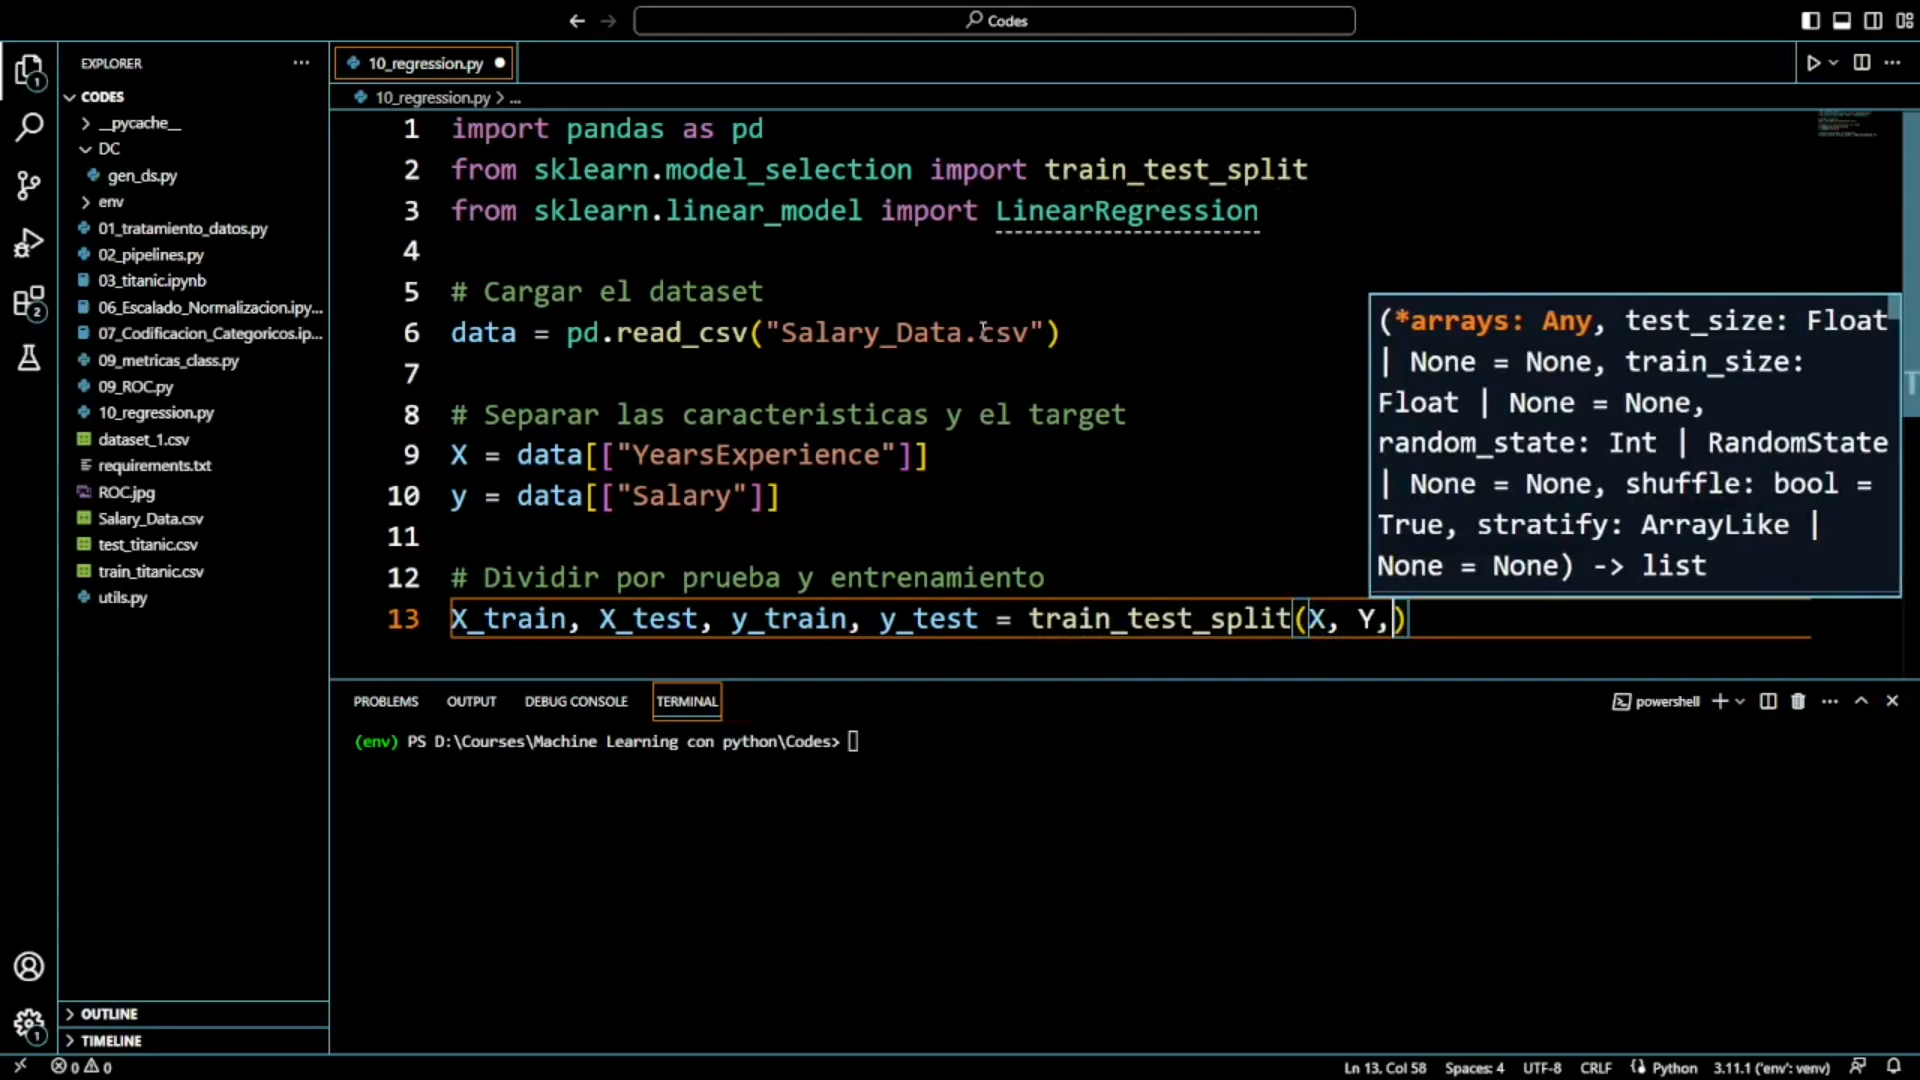 Codes
EXPLORER
CODES
__pycache__
DC
gen_ds.py
env
01_tratamiento_datos.py
02_pipelines.py
03_titanic.ipynb
06_Escalado_Normalizacion.ipy...
07_Codificacion_Categoricos.ip...
09_metricas_class.py
09_ROC.py
10_regression.py
dataset_1.csv
requirements.txt
ROC.jpg
Salary_Data.csv
test_titanic.csv
train_titanic.csv
utils.py
OUTLINE
TIMELINE
10_regression.py
10_regression.py > ...
1 import pandas as pd
2 from sklearn.model_selection import train_test_split
3 from sklearn.linear_model import LinearRegression
4
5 # Cargar el dataset
6 data = pd.read_csv("Salary_Data.csv")
7
8 # Separar las caracteristicas y el target
9 X = data[["YearsExperience"]]
10 y = data[["Salary"]]
11
12 # Dividir por prueba y entrenamiento
13 X_train, X_test, y_train, y_test = train_test_split(X, Y,)
(*arrays: Any, test_size: Float
| None = None, train_size:
Float | None = None,
random_state: Int | RandomState
| None = None, shuffle: bool =
True, stratify: ArrayLike |
None = None) -> list
PROBLEMS OUTPUT DEBUG CONSOLE TERMINAL
powershell
(env) PS D:\Courses\Machine Learning con python\Codes>
1
2
1
0 0
Ln 13, Col 58 Spaces: 4 UTF-8 CRLF Python 3.11.1 ('env': venv)